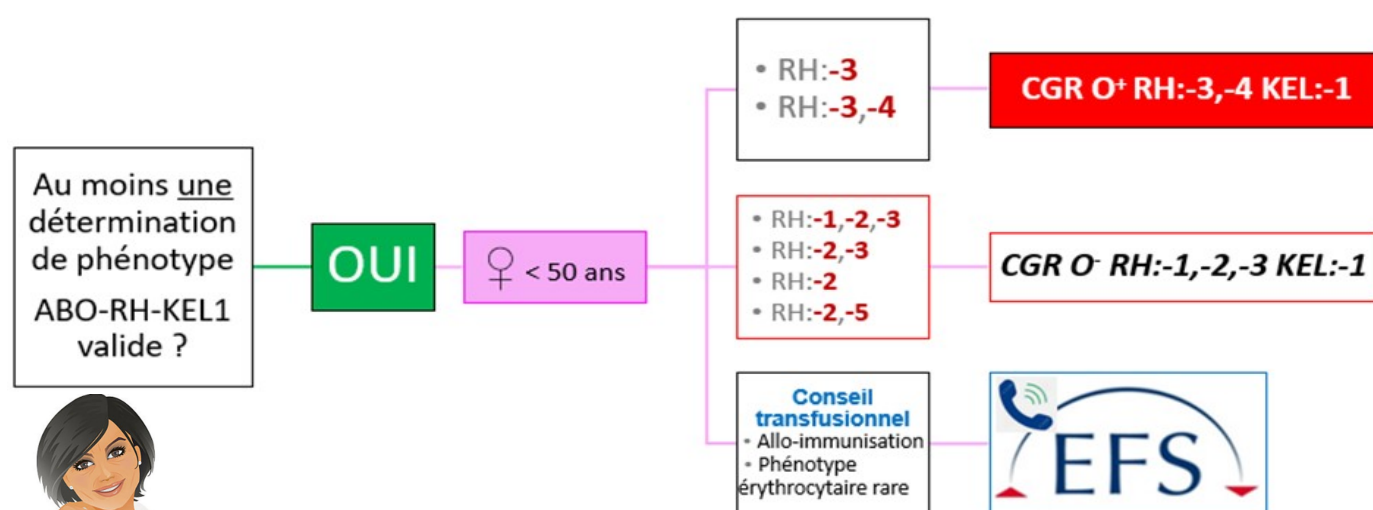 Au moins une
détermination
de phénotype
ABO-RH-KEL1
valide ?
OUI
♀ < 50 ans
• RH:-3
• RH:-3,-4
CGR O⁺ RH:-3,-4 KEL:-1
• RH:-1,-2,-3
• RH:-2,-3
• RH:-2
• RH:-2,-5
CGR O⁻ RH:-1,-2,-3 KEL:-1
Conseil
transfusionnel
• Allo-immunisation
• Phénotype
érythrocytaire rare
EFS